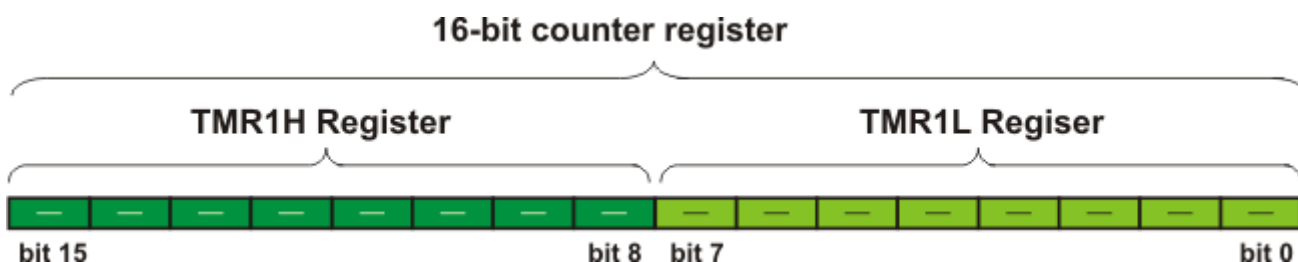 16-bit counter register
TMR1H Register TMR1L Regiser
bit 15 bit 8 bit 7 bit 0